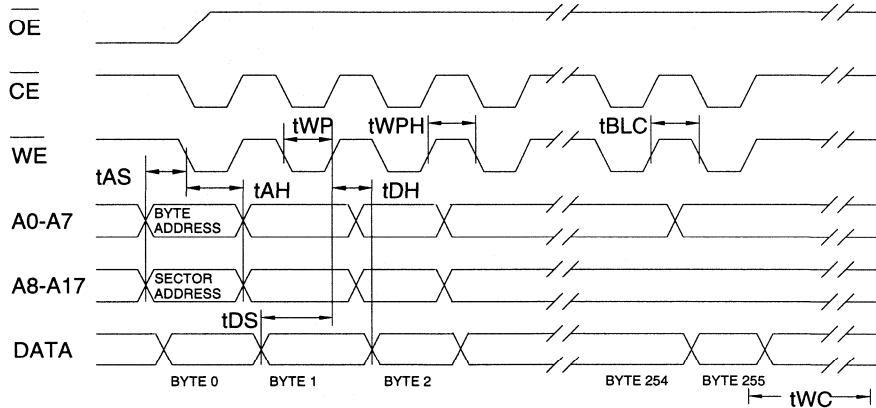 OE
CE
tWP tWPH tBLC
WE
tAS
tAH tDH
A0-A7 BYTE
ADDRESS
A8-A17 SECTOR
ADDRESS
tDS
DATA
BYTE 0 BYTE 1 BYTE 2 BYTE 254 BYTE 255
tWC